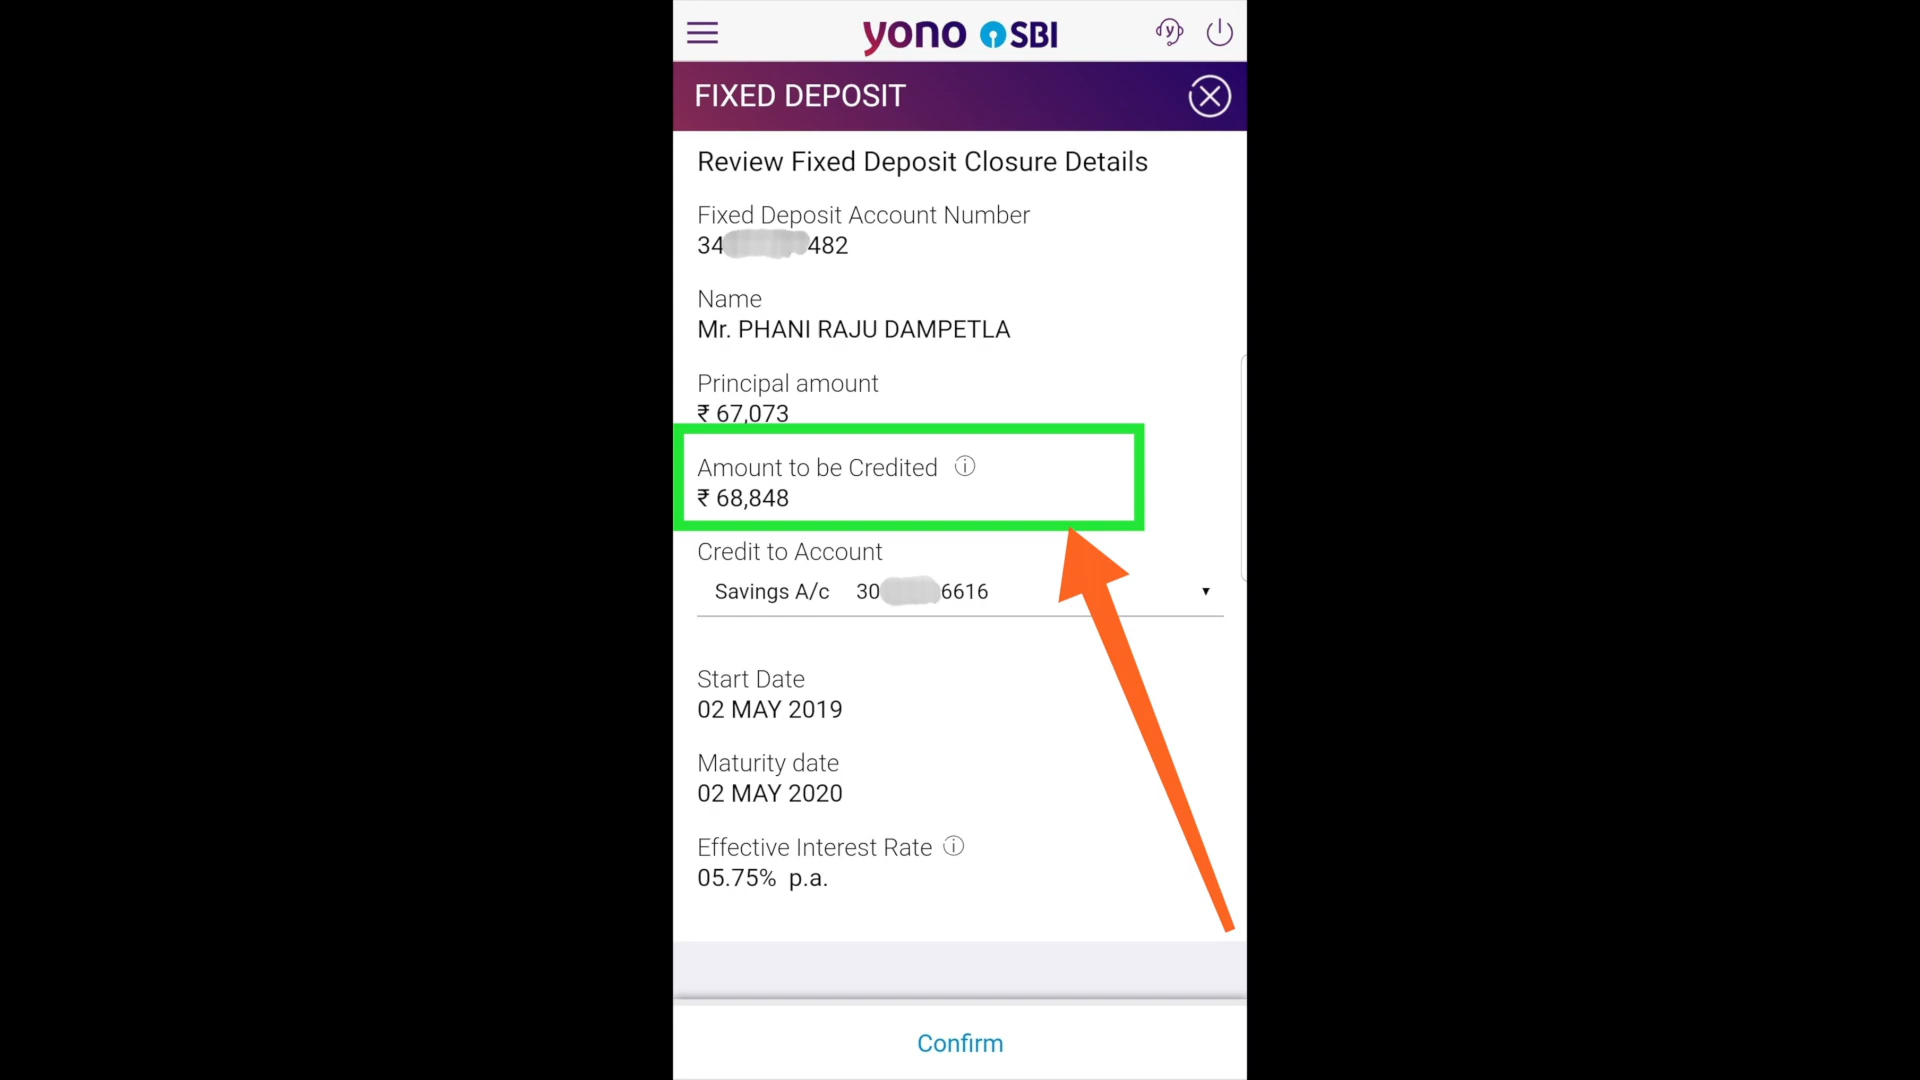 yono SBI
FIXED DEPOSIT
Review Fixed Deposit Closure Details
Fixed Deposit Account Number
34 482
Name
Mr. PHANI RAJU DAMPETLA
Principal amount
₹ 67,073
Amount to be Credited
₹ 68,848
Credit to Account
Savings A/c 30 6616
Start Date
02 MAY 2019
Maturity date
02 MAY 2020
Effective Interest Rate
05.75% p.a.
Confirm